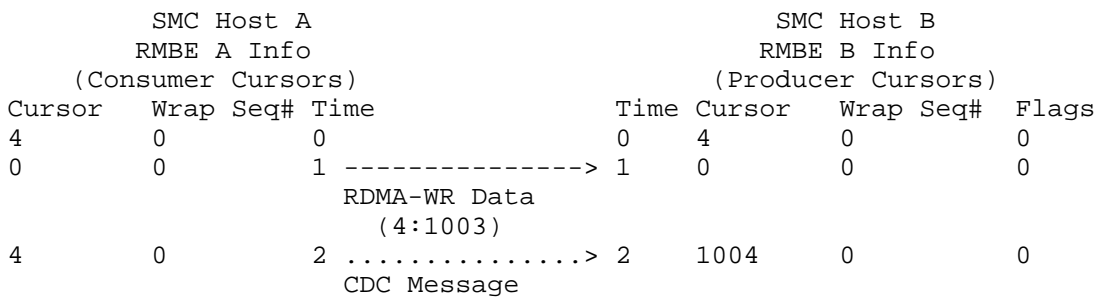 SMC Host A                                 SMC Host B
RMBE A Info                                RMBE B Info
(Consumer Cursors)                         (Producer Cursors)
Cursor    Wrap Seq# Time                   Time Cursor    Wrap Seq#  Flags
4         0         0                      0    4         0          0
0         0         1 ---------------> 1    0         0          0
RDMA-WR Data
(4:1003)
4         0         2 ...............> 2    1004      0          0
CDC Message